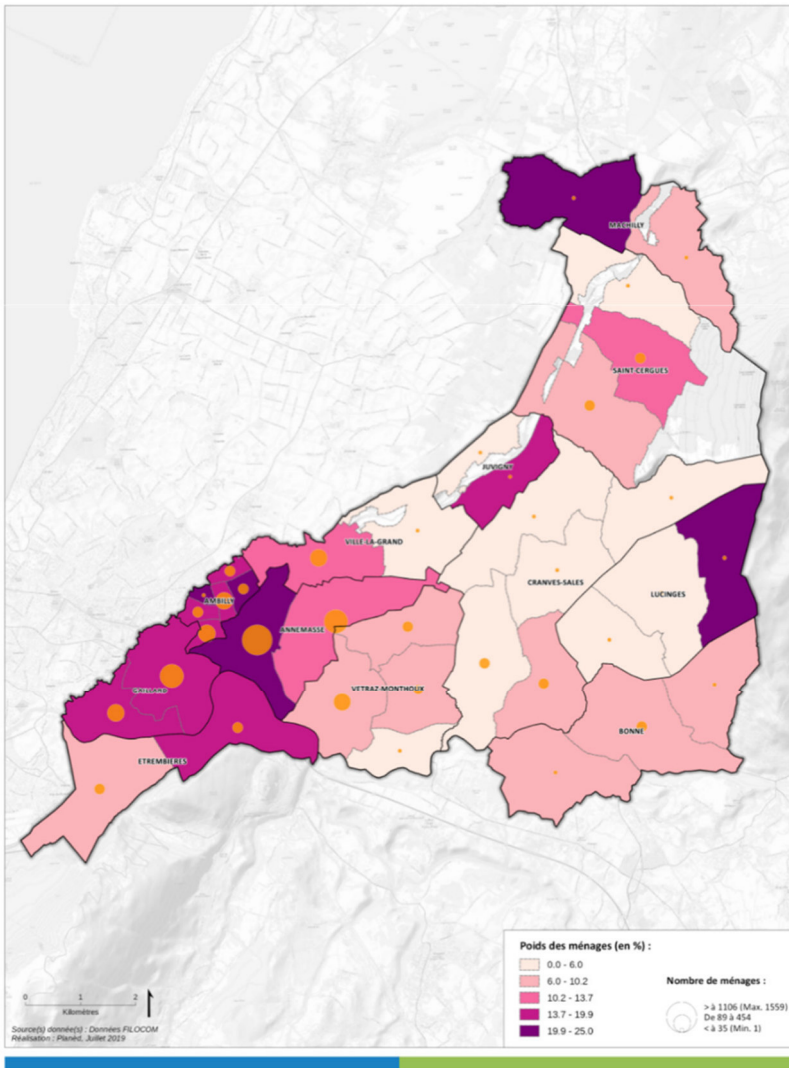 MACHILLY
SAINT-CERGUES
JUVIGNY
VILLE-LA-GRAND
CRANVES-SALES
LUCINGES
AMBILLY
ANNEMASSE
GAILLARD
VETRAZ-MONTHOUX
BONNE
ETREMBIERES
Poids des ménages (en %) :
0.0 - 6.0
6.0 - 10.2
10.2 - 13.7
13.7 - 19.9
19.9 - 25.0
Nombre de ménages :
> à 1106 (Max. 1559)
De 89 à 454
< à 35 (Min. 1)
0 1 2
Kilomètres
Source(s) donnée(s) : Données FILOCOM
Réalisation : Planèd, Juillet 2019